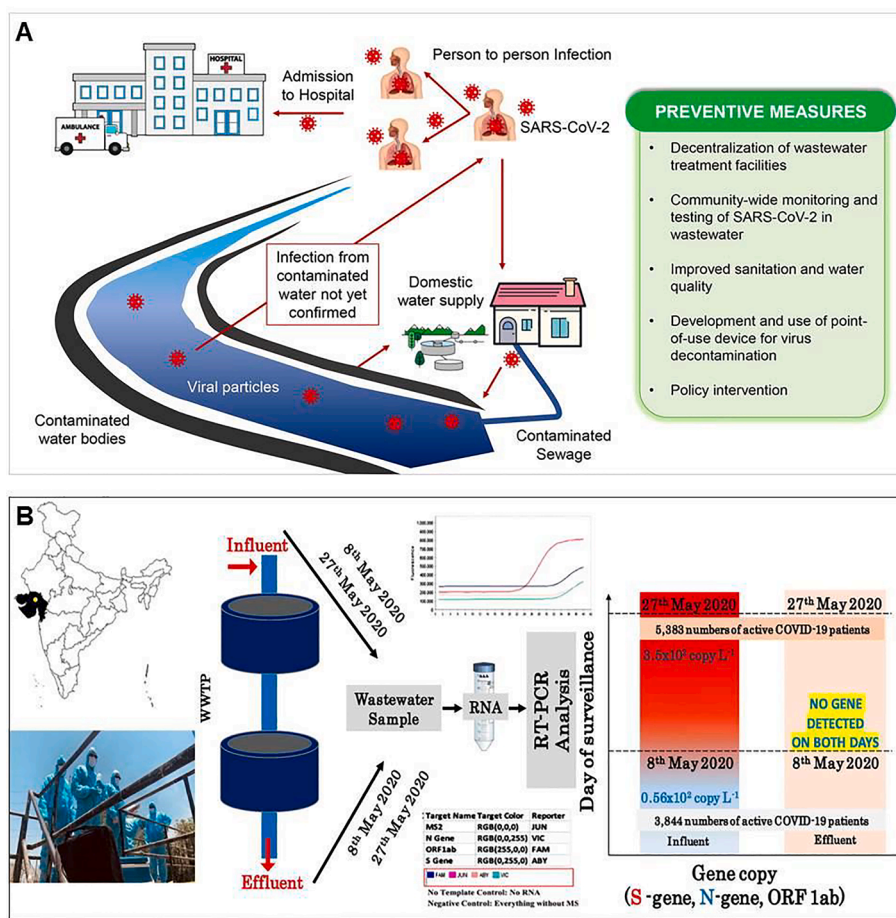 A
HOSPITAL
AMBULANCE
Admission
to Hospital
Person to person Infection
SARS-CoV-2
Infection from
contaminated
water not yet
confirmed
Domestic
water supply
Viral particles
Contaminated
water bodies
Contaminated
Sewage
PREVENTIVE MEASURES
• Decentralization of wastewater
treatment facilities
• Community-wide monitoring and
testing of SARS-CoV-2 in
wastewater
• Improved sanitation and water
quality
• Development and use of point-
of-use device for virus
decontamination
• Policy intervention
B
Influent
WWTP
Effluent
8th May 2020
27th May 2020
8th May 2020
27th May 2020
Fluorescence
Wastewater
Sample
RNA
RT-PCR
Analysis
Target Name Target Color Reporter
MS2 RGB(0,0,0) JUN
N Gene RGB(0,0,255) VIC
ORF1ab RGB(255,0,0) FAM
S Gene RGB(0,255,0) ABY
FAM JUN ABY VIC
No Template Control: No RNA
Negative Control: Everything without MS
Day of surveillance
27th May 2020 27th May 2020
5,383 numbers of active COVID-19 patients
3.5x10² copy L⁻¹
NO GENE
DETECTED
ON BOTH DAYS
8th May 2020 8th May 2020
0.56x10² copy L⁻¹
3,844 numbers of active COVID-19 patients
Influent Effluent
Gene copy
(S -gene, N-gene, ORF 1ab)